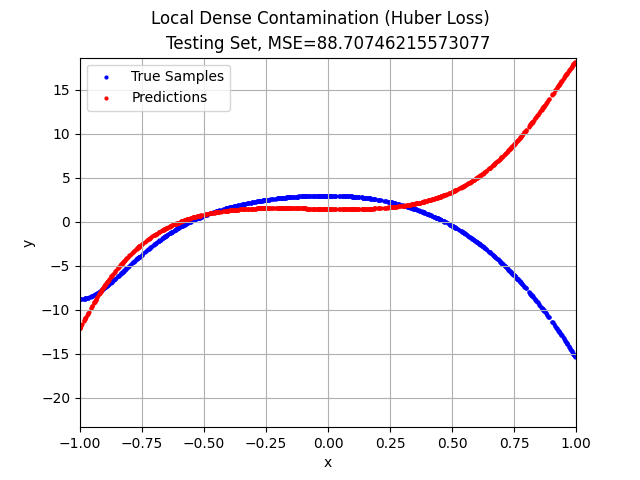 Local Dense Contamination (Huber Loss)
Testing Set, MSE=88.70746215573077
True Samples
Predictions
15
10
5
0
−5
−10
−15
−20
y
−1.00 −0.75 −0.50 −0.25 0.00 0.25 0.50 0.75 1.00
x